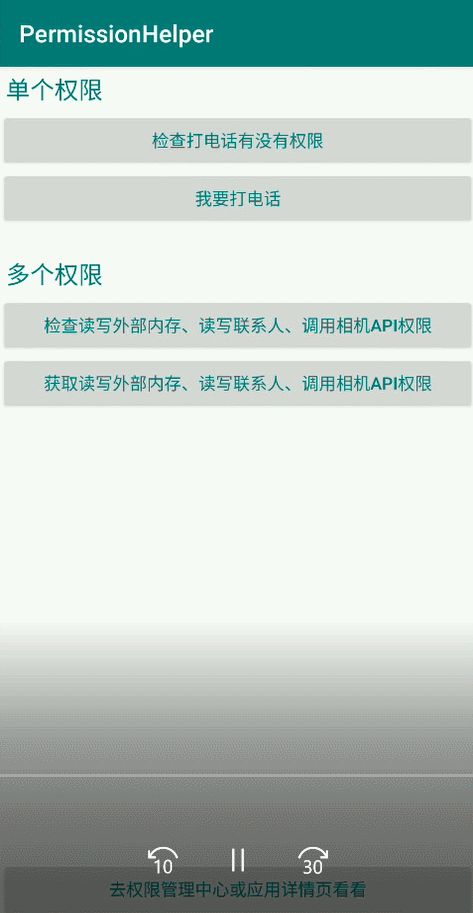 PermissionHelper
单个权限
检查打电话有没有权限
我要打电话
多个权限
检查读写外部内存、读写联系人、调用相机API权限
获取读写外部内存、读写联系人、调用相机API权限
10
30
去权限管理中心或应用详情页看看